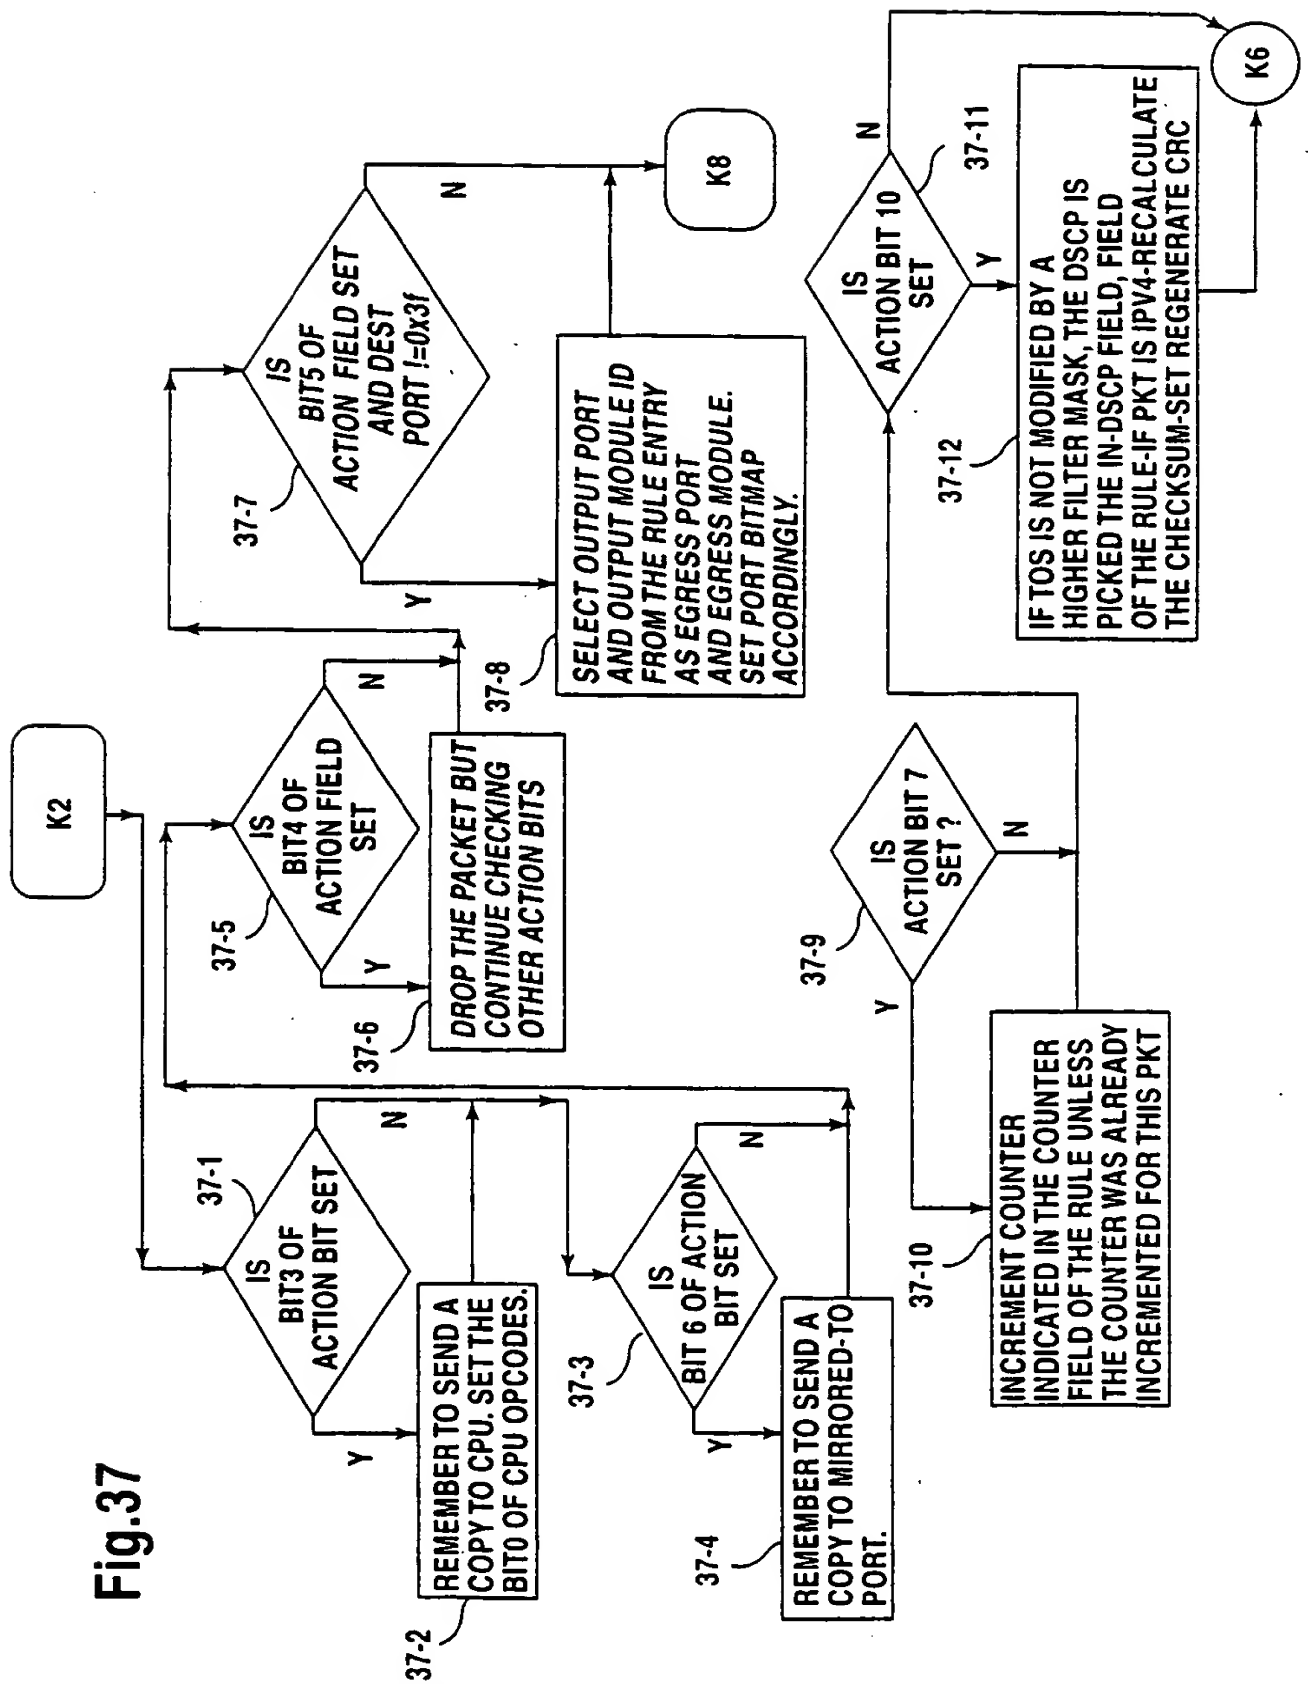 Fig.37
K2
37-1
IS
BIT3 OF
ACTION BIT SET
Y
N
37-2
REMEMBER TO SEND A
COPY TO CPU. SET THE
BIT0 OF CPU OPCODES.
37-3
IS
BIT 6 OF ACTION
BIT SET
Y
N
37-4
REMEMBER TO SEND A
COPY TO MIRRORED-TO
PORT.
37-5
IS
BIT4 OF
ACTION FIELD
SET
Y
N
37-6
DROP THE PACKET BUT
CONTINUE CHECKING
OTHER ACTION BITS
37-7
IS
BIT5 OF
ACTION FIELD SET
AND DEST
PORT !=0x3f
Y
N
37-8
SELECT OUTPUT PORT
AND OUTPUT MODULE ID
FROM THE RULE ENTRY
AS EGRESS PORT
AND EGRESS MODULE.
SET PORT BITMAP
ACCORDINGLY.
K8
37-9
IS
ACTION BIT 7
SET ?
Y
N
37-10
INCREMENT COUNTER
INDICATED IN THE COUNTER
FIELD OF THE RULE UNLESS
THE COUNTER WAS ALREADY
INCREMENTED FOR THIS PKT
37-11
IS
ACTION BIT 10
SET
N
Y
37-12
IF TOS IS NOT MODIFIED BY A
HIGHER FILTER MASK, THE DSCP IS
PICKED THE IN-DSCP FIELD, FIELD
OF THE RULE-IF PKT IS IPV4-RECALCULATE
THE CHECKSUM-SET REGENERATE CRC
K6